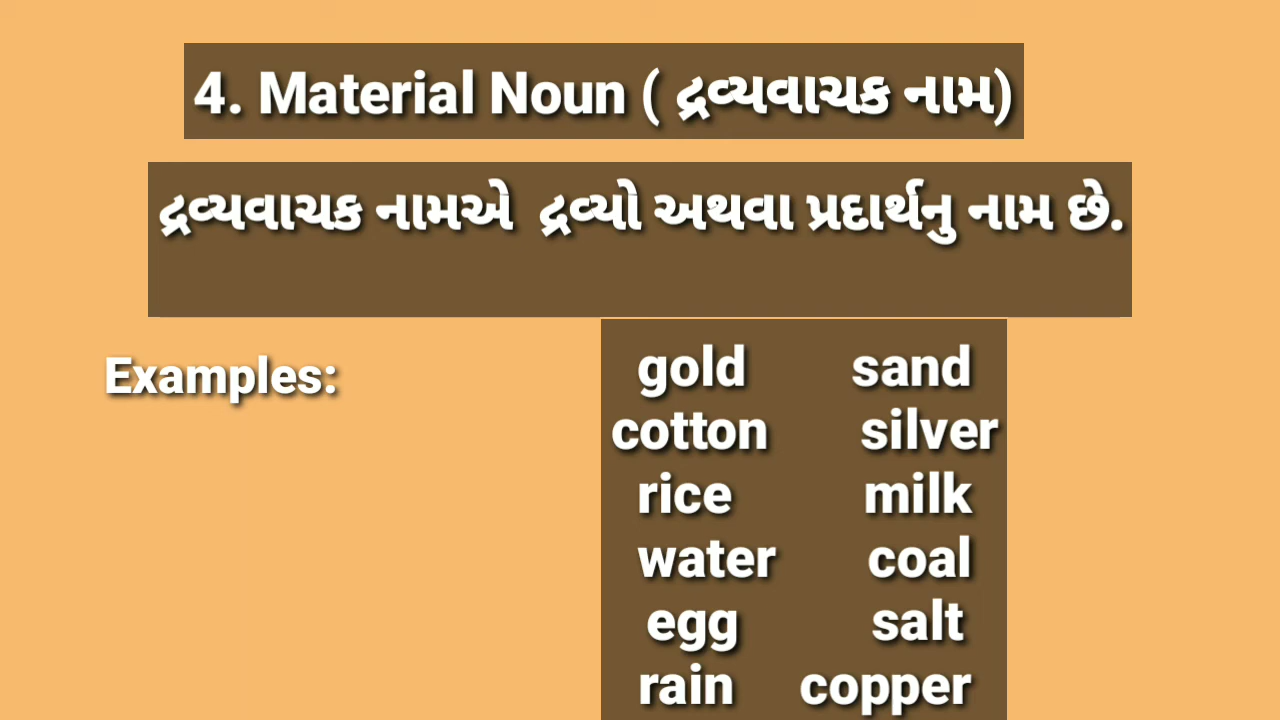 4. Material Noun ( દ્રવ્યવાચક નામ)
દ્રવ્યવાચક નામએ દ્રવ્યો અથવા પ્રદાર્થનુ નામ છે.
Examples:
gold sand
cotton silver
rice milk
water coal
egg salt
rain copper